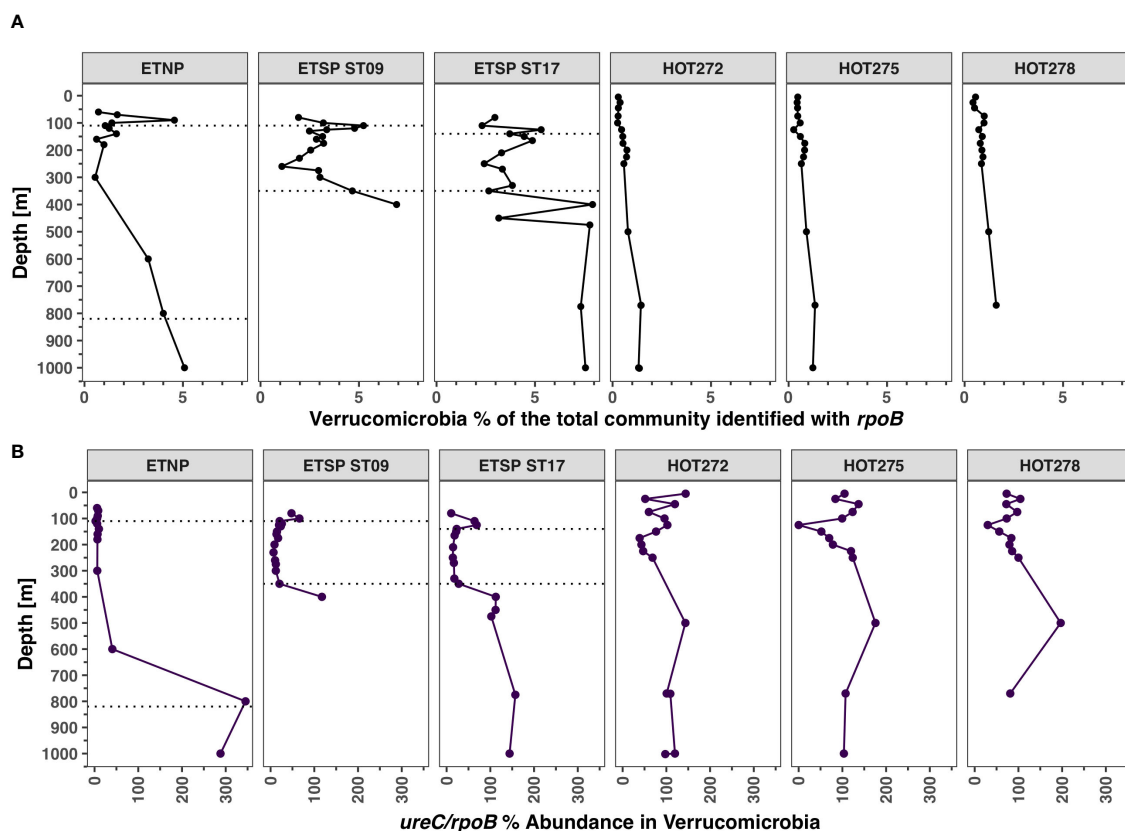 A
ETNP ETSP ST09 ETSP ST17 HOT272 HOT275 HOT278
0
100
200
300
400
500
600
700
800
900
1000
Depth [m]
0 5 0 5 0 5 0 5 0 5 0 5
Verrucomicrobia % of the total community identified with rpoB
B
ETNP ETSP ST09 ETSP ST17 HOT272 HOT275 HOT278
0
100
200
300
400
500
600
700
800
900
1000
Depth [m]
0 100 200 300 0 100 200 300 0 100 200 300 0 100 200 300 0 100 200 300 0 100 200 300
ureC/rpoB % Abundance in Verrucomicrobia